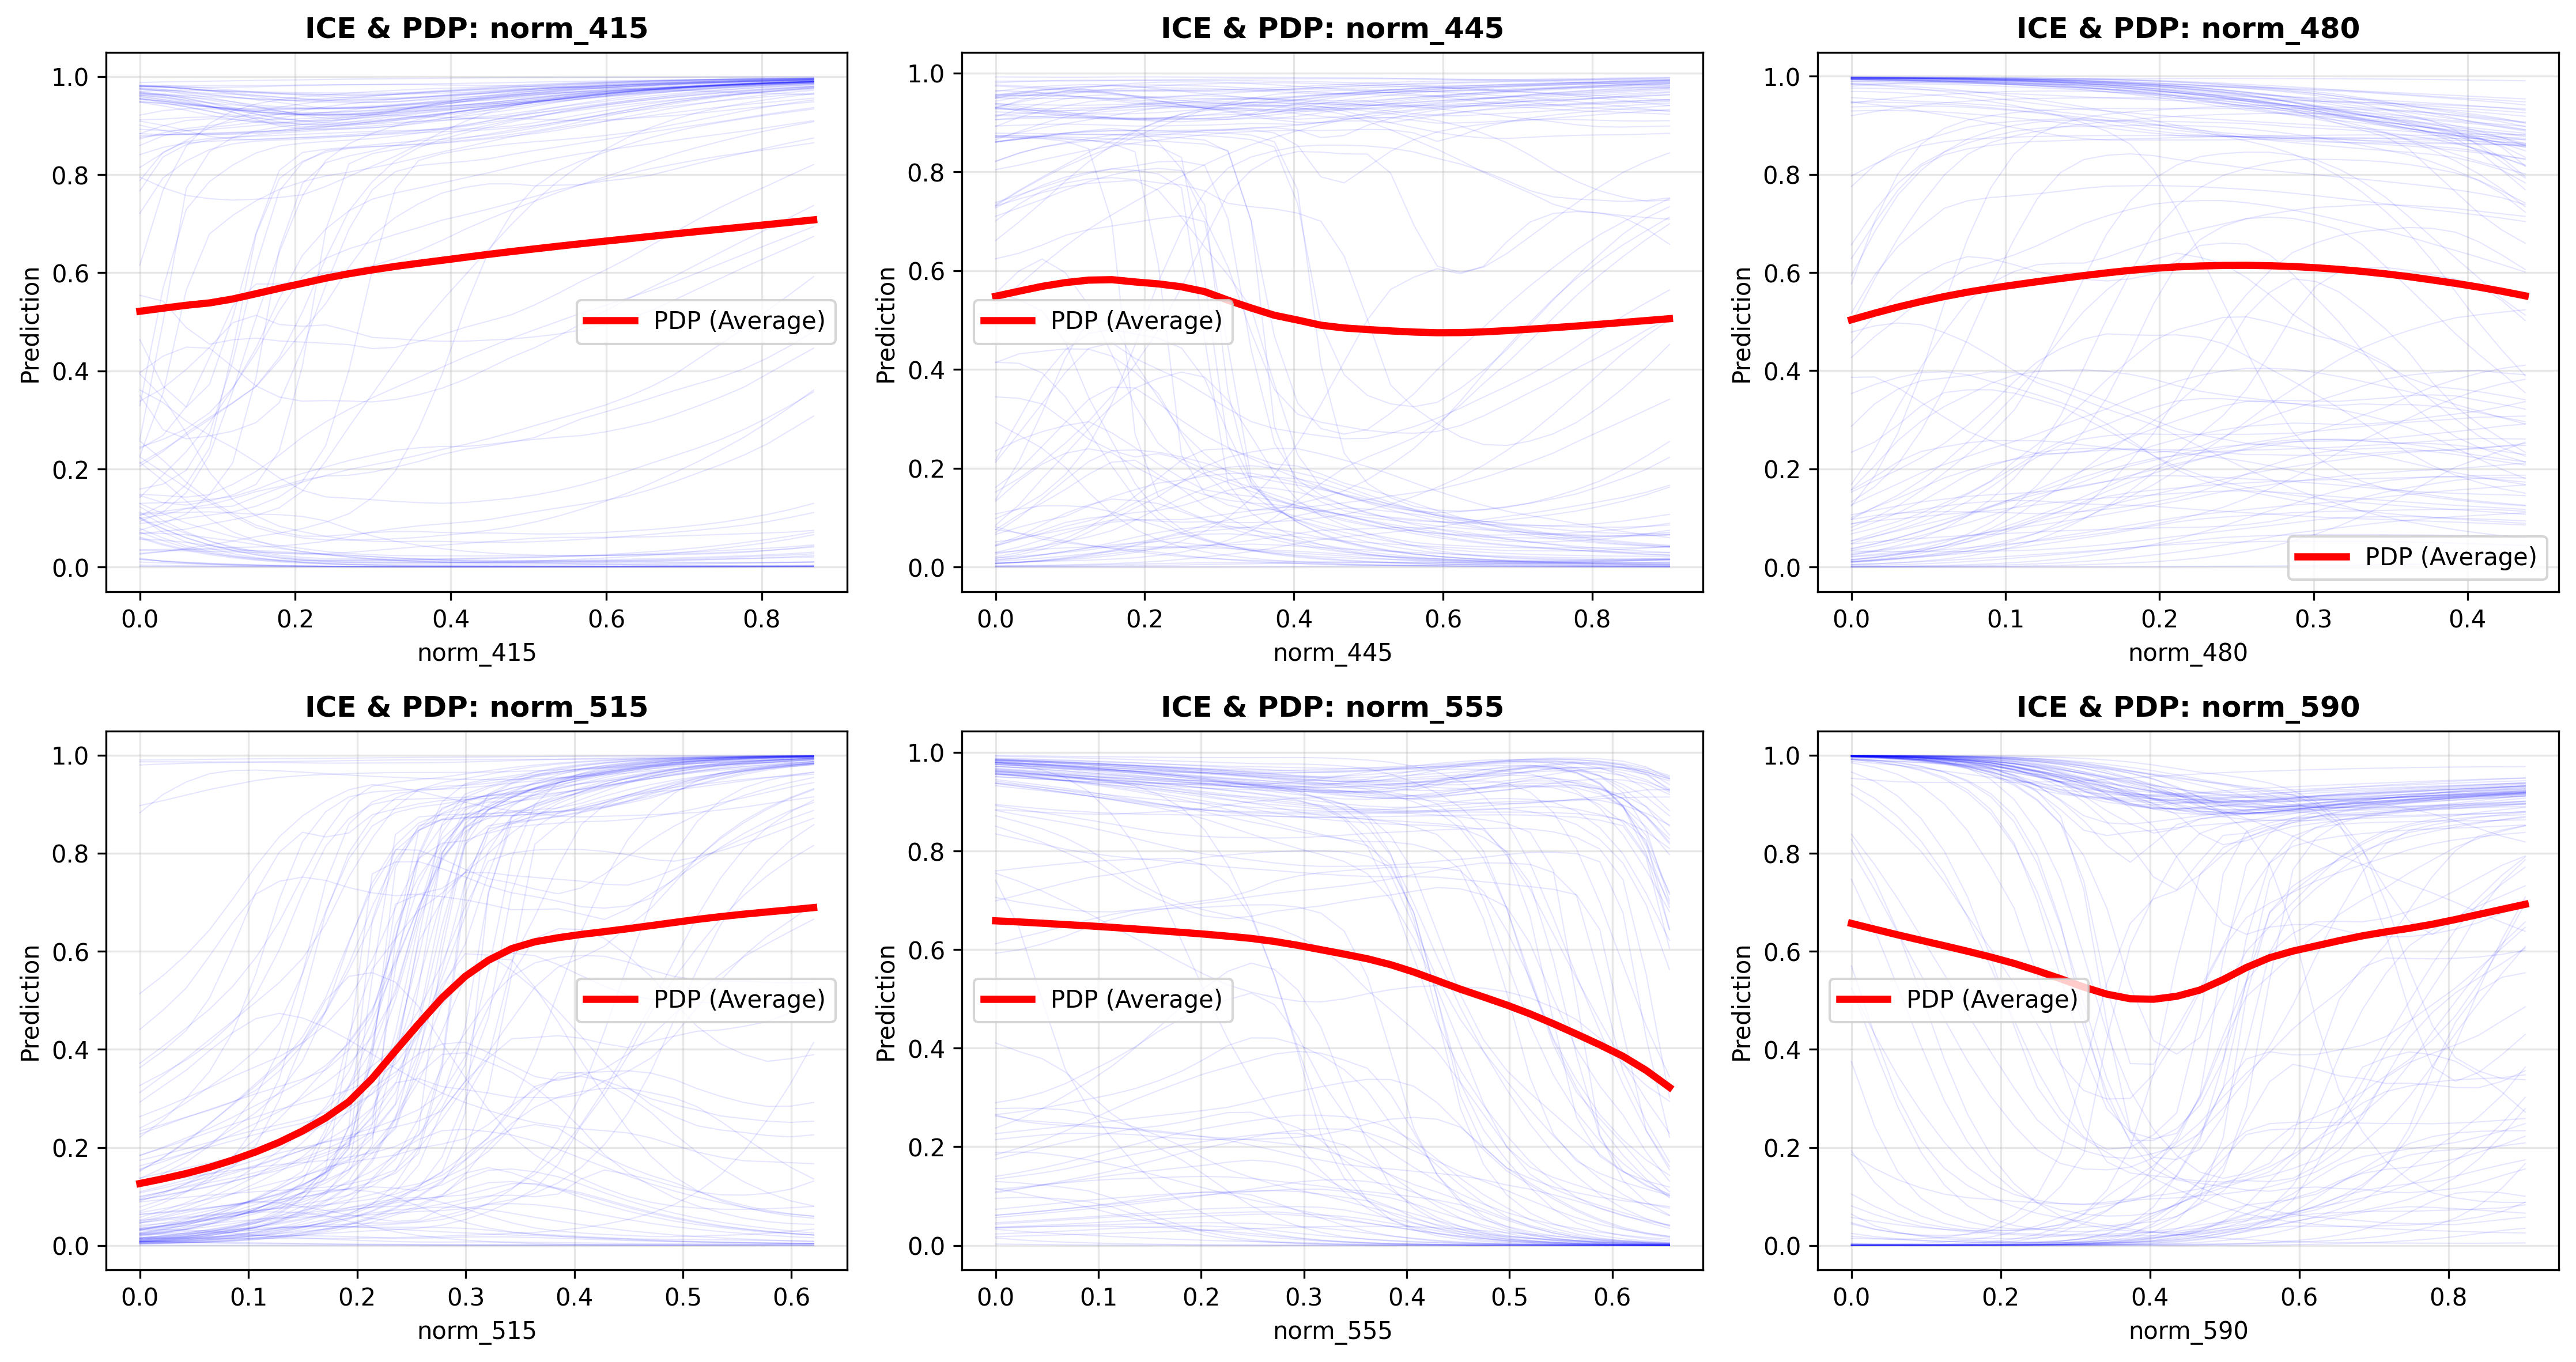 ICE & PDP: norm_415
1.0
0.8
0.6
0.4
0.2
0.0
Prediction
PDP (Average)
0.0 0.2 0.4 0.6 0.8
norm_415
ICE & PDP: norm_445
1.0
0.8
0.6
0.4
0.2
0.0
Prediction
PDP (Average)
0.0 0.2 0.4 0.6 0.8
norm_445
ICE & PDP: norm_480
1.0
0.8
0.6
0.4
0.2
0.0
Prediction
PDP (Average)
0.0 0.1 0.2 0.3 0.4
norm_480
ICE & PDP: norm_515
1.0
0.8
0.6
0.4
0.2
0.0
Prediction
PDP (Average)
0.0 0.1 0.2 0.3 0.4 0.5 0.6
norm_515
ICE & PDP: norm_555
1.0
0.8
0.6
0.4
0.2
0.0
Prediction
PDP (Average)
0.0 0.1 0.2 0.3 0.4 0.5 0.6
norm_555
ICE & PDP: norm_590
1.0
0.8
0.6
0.4
0.2
0.0
Prediction
PDP (Average)
0.0 0.2 0.4 0.6 0.8
norm_590